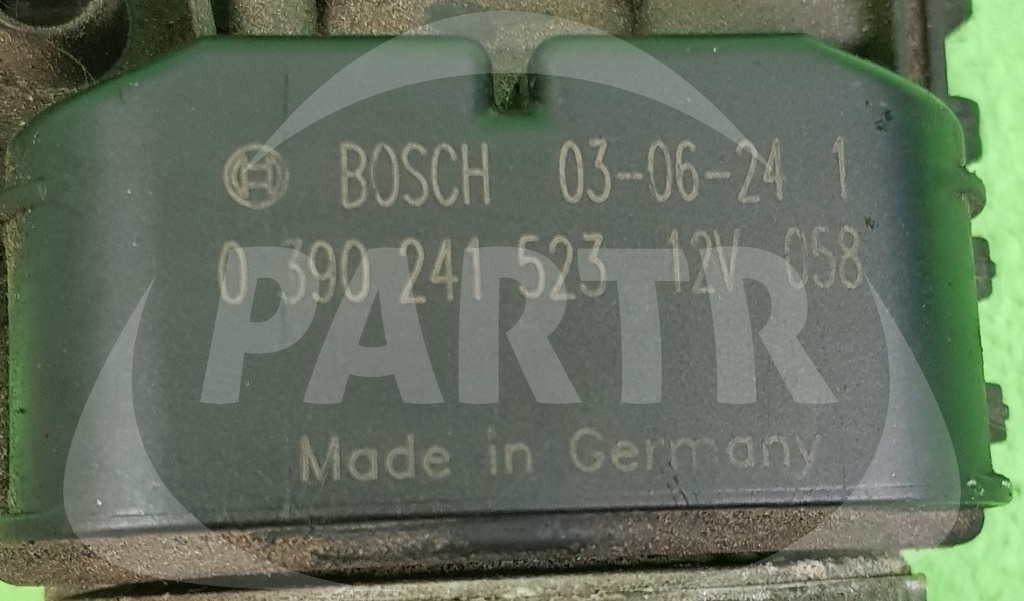 BOSCH 03-06-24 1
0 390 241 523 12V 058
PARTR
Made in Germany